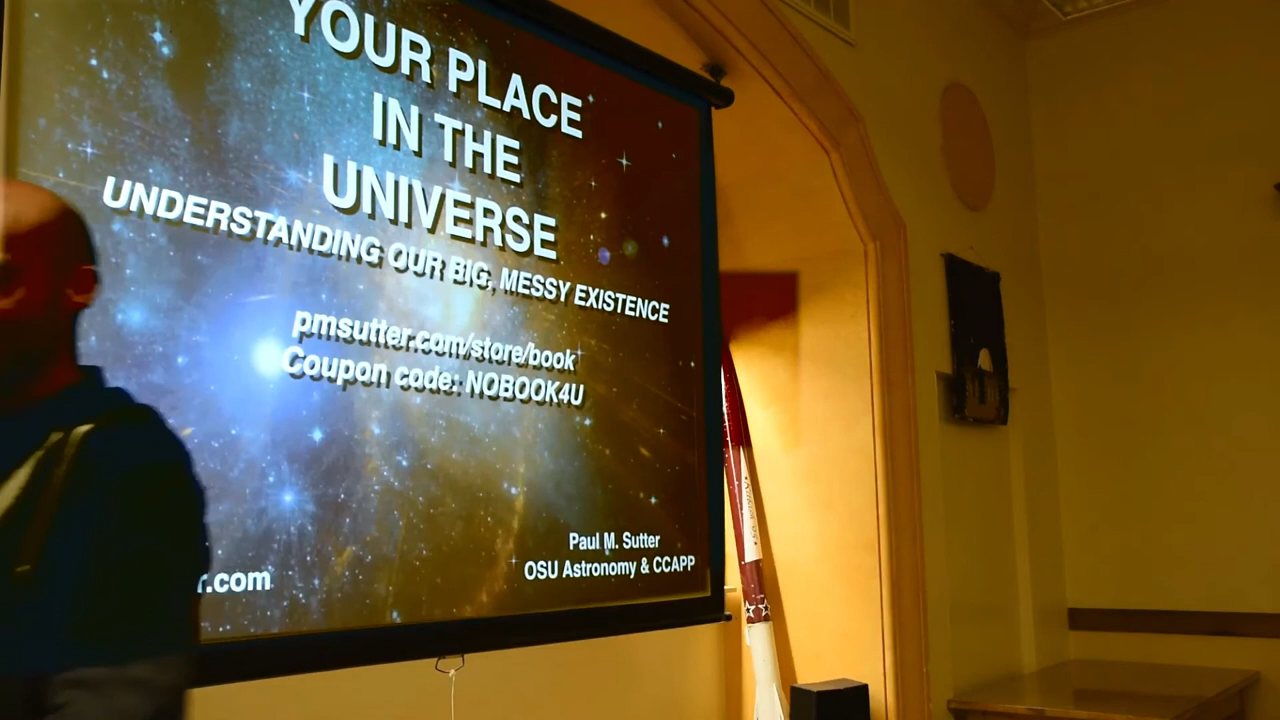 YOUR PLACE
IN THE
UNIVERSE
UNDERSTANDING OUR BIG, MESSY EXISTENCE
pmsutter.com/store/book
Coupon code: NOBOOK4U
Paul M. Sutter
OSU Astronomy & CCAPP
r.com